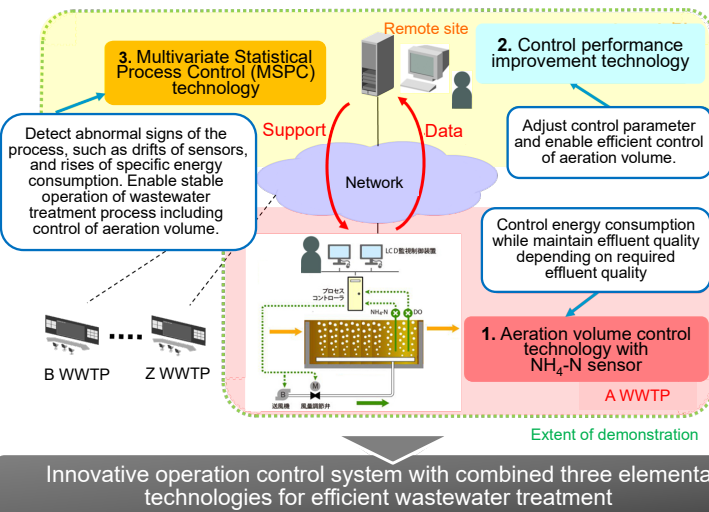 Remote site
3. Multivariate Statistical
Process Control (MSPC)
technology
2. Control performance
improvement technology
Detect abnormal signs of the
process, such as drifts of sensors,
and rises of specific energy
consumption. Enable stable
operation of wastewater
treatment process including
control of aeration volume.
Support
Data
Adjust control parameter
and enable efficient control
of aeration volume.
Network
Control energy consumption
while maintain effluent quality
depending on required
effluent quality
LCD監視制御装置
プロセス
コントローラ
NH₄-N
DO
1. Aeration volume control
technology with
NH₄-N sensor
B WWTP
Z WWTP
M
B
送風機
風量調節弁
A WWTP
Extent of demonstration
Innovative operation control system with combined three elementa
technologies for efficient wastewater treatment